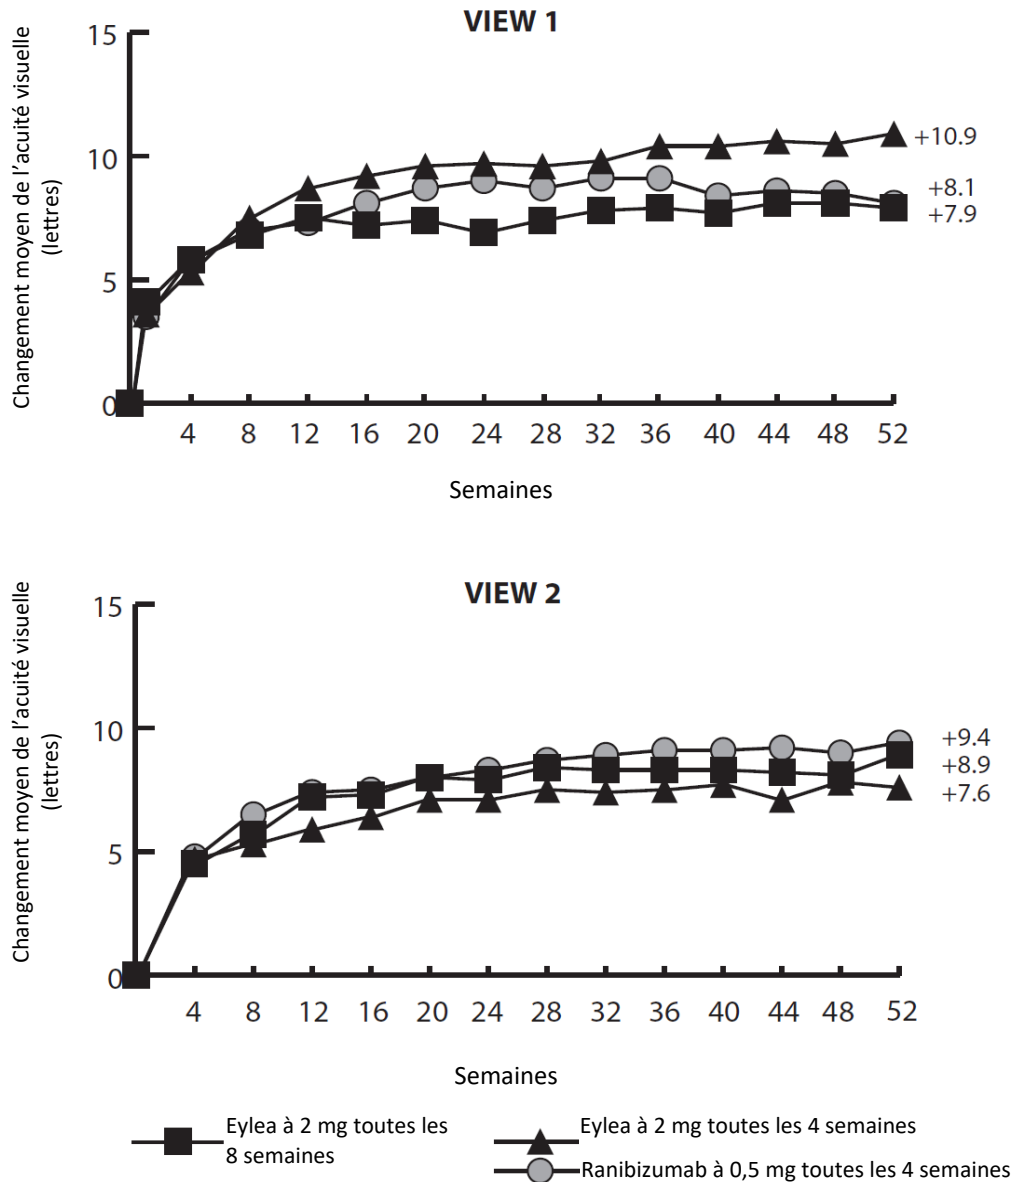 VIEW 1
Changement moyen de l’acuité visuelle
(lettres)
15
10
5
0
+10.9
+8.1
+7.9
4 8 12 16 20 24 28 32 36 40 44 48 52
Semaines
VIEW 2
Changement moyen de l’acuité visuelle
(lettres)
15
10
5
0
+9.4
+8.9
+7.6
4 8 12 16 20 24 28 32 36 40 44 48 52
Semaines
Eylea à 2 mg toutes les
8 semaines
Eylea à 2 mg toutes les 4 semaines
Ranibizumab à 0,5 mg toutes les 4 semaines